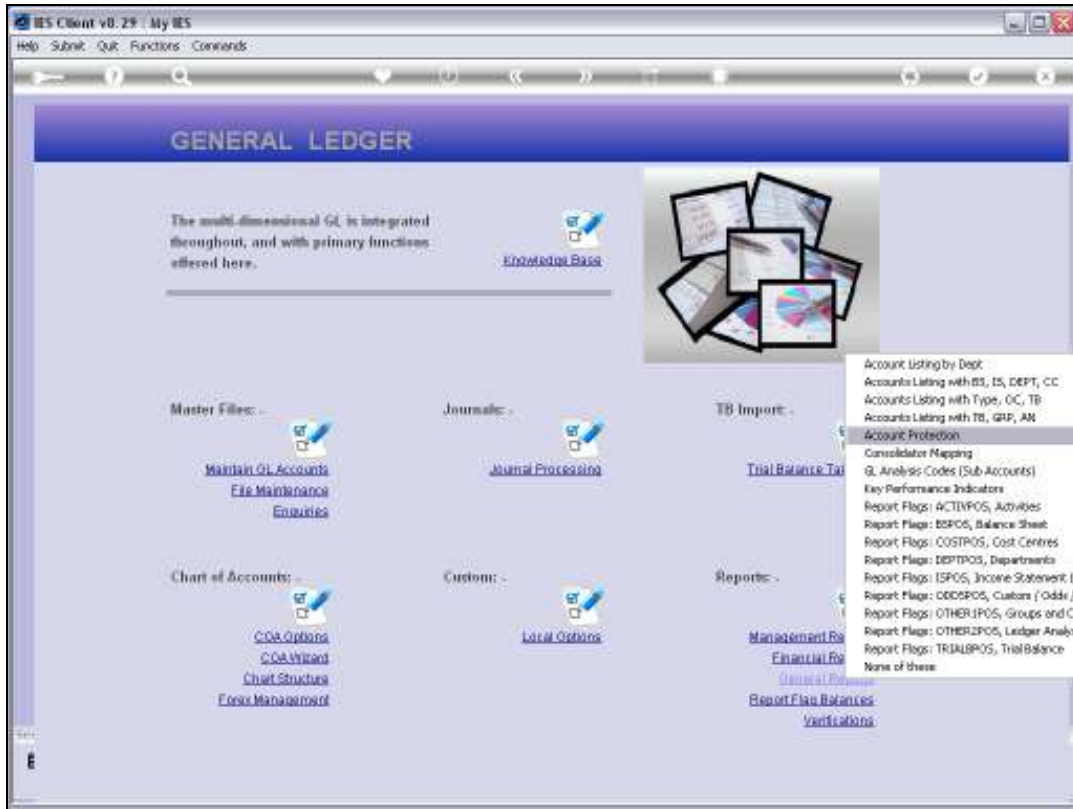 IES Client v8.29 : My IES
Help Submit Quit Functions Commands
GENERAL LEDGER
The multi-dimensional GL is integrated
throughout, and with primary functions
offered here.
Knowledge Base
Master Files: .
Maintain GL Accounts
File Maintenance
Enquiries
Journals: .
Journal Processing
TB Import: .
Trial Balance
Chart of Accounts: .
COA Options
COA Wizard
Chart Structure
Forex Management
Custom: .
Local Options
Reports: .
Management
Financial
General
Report Flag Balances
Verifications
Account Listing by Dept
Accounts Listing with BS, IS, DEPT, CC
Accounts Listing with Type, OC, TB
Accounts Listing with TB, GRP, AN
Account Protection
Consolidator Mapping
GL Analysis Codes (Sub Accounts)
Key Performance Indicators
Report Flags: ACTIVPOS, Activities
Report Flags: BSPOS, Balance Sheet
Report Flags: COSTPOS, Cost Centres
Report Flags: DEPTPOS, Departments
Report Flags: ISPOS, Income Statement
Report Flags: ODDSPOS, Custom / Odds /
Report Flags: OTHER1POS, Groups and
Report Flags: OTHER2POS, Ledger
Report Flags: TRIALBPOS, Trial Balance
None of these